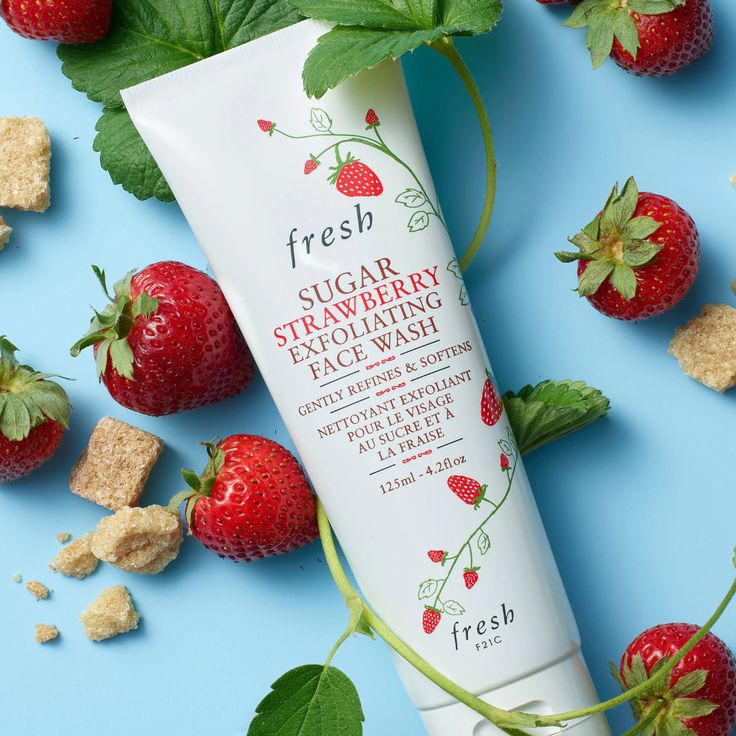 fresh
SUGAR
STRAWBERRY
EXFOLIATING
FACE WASH
GENTLY REFINES & SOFTENS
NETTOYANT EXFOLIANT
POUR LE VISAGE
AU SUCRE ET À
LA FRAISE
125ml - 4.2fl oz
fresh
F21C